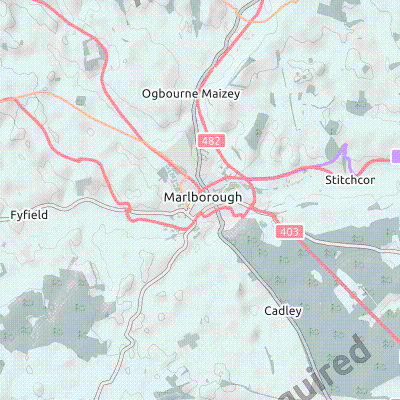 Ogbourne Maizey
482
Stitchcor
Marlborough
Fyfield
403
Cadley
quired